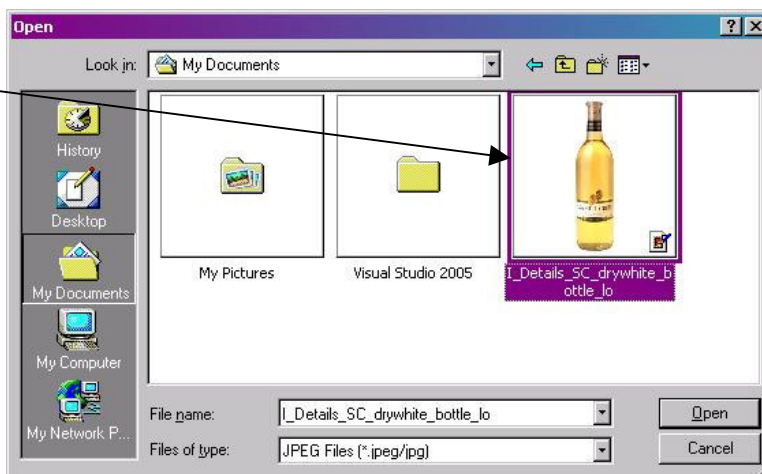 Open
Look in: My Documents
History
Desktop
My Documents
My Computer
My Network P...
My Pictures
Visual Studio 2005
I_Details_SC_drywhite_b
ottle_lo
File name: I_Details_SC_drywhite_bottle_lo
Open
Files of type: JPEG Files (*.jpeg/jpg)
Cancel